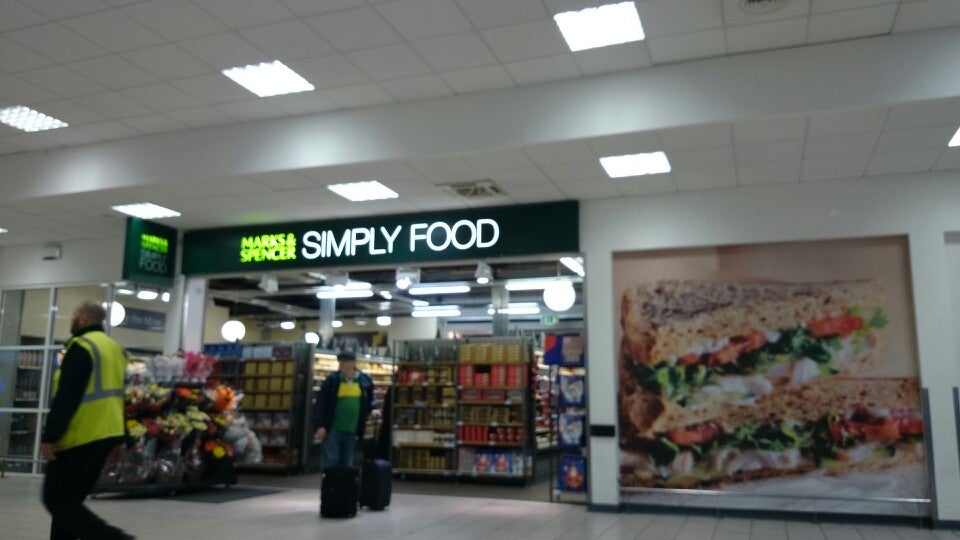 MARKS &
SPENCER
SIMPLY
FOOD
MARKS &
SPENCER
SIMPLY FOOD